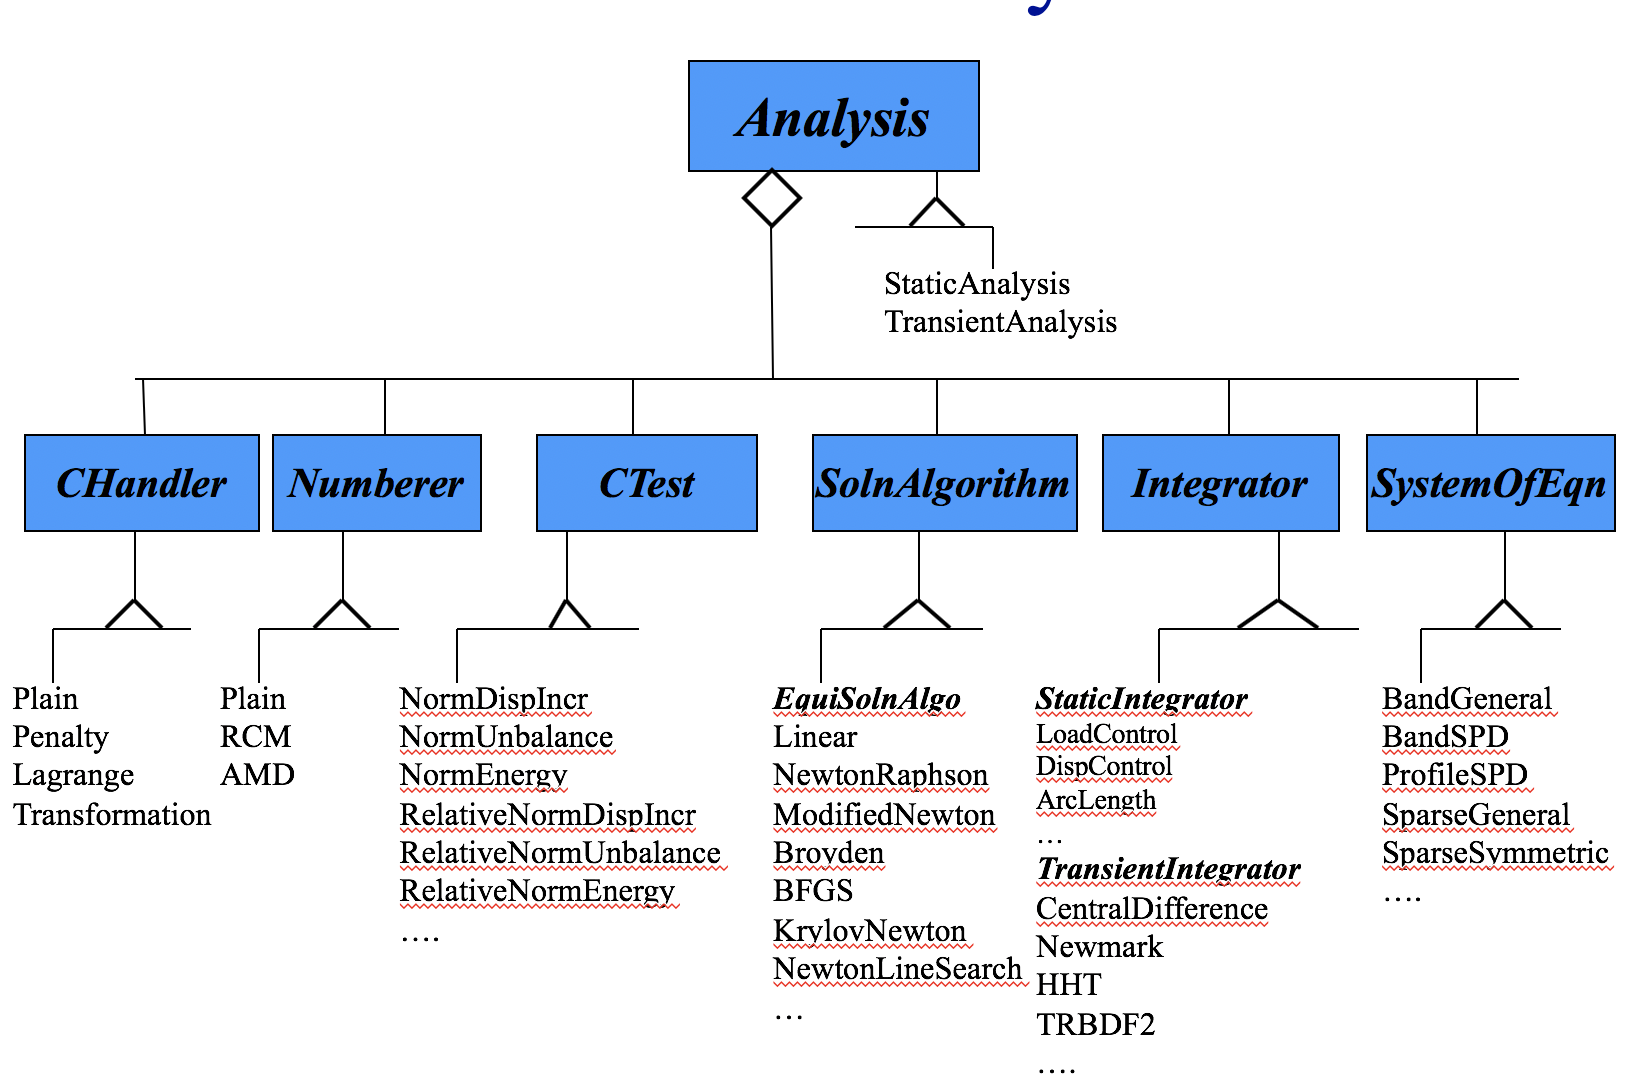 Analysis
StaticAnalysis
TransientAnalysis
CHandler
Numberer
CTest
SolnAlgorithm
Integrator
SystemOfEqn
Plain
Penalty
Lagrange
Transformation
Plain
RCM
AMD
NormDispIncr
NormUnbalance
NormEnergy
RelativeNormDispIncr
RelativeNormUnbalance
RelativeNormEnergy
….
EquiSolnAlgo
Linear
NewtonRaphson
ModifiedNewton
Broyden
BFGS
KrylovNewton
NewtonLineSearch
…
StaticIntegrator
LoadControl
DispControl
ArcLength
…
TransientIntegrator
CentralDifference
Newmark
HHT
TRBDF2
….
BandGeneral
BandSPD
ProfileSPD
SparseGeneral
SparseSymmetric
….